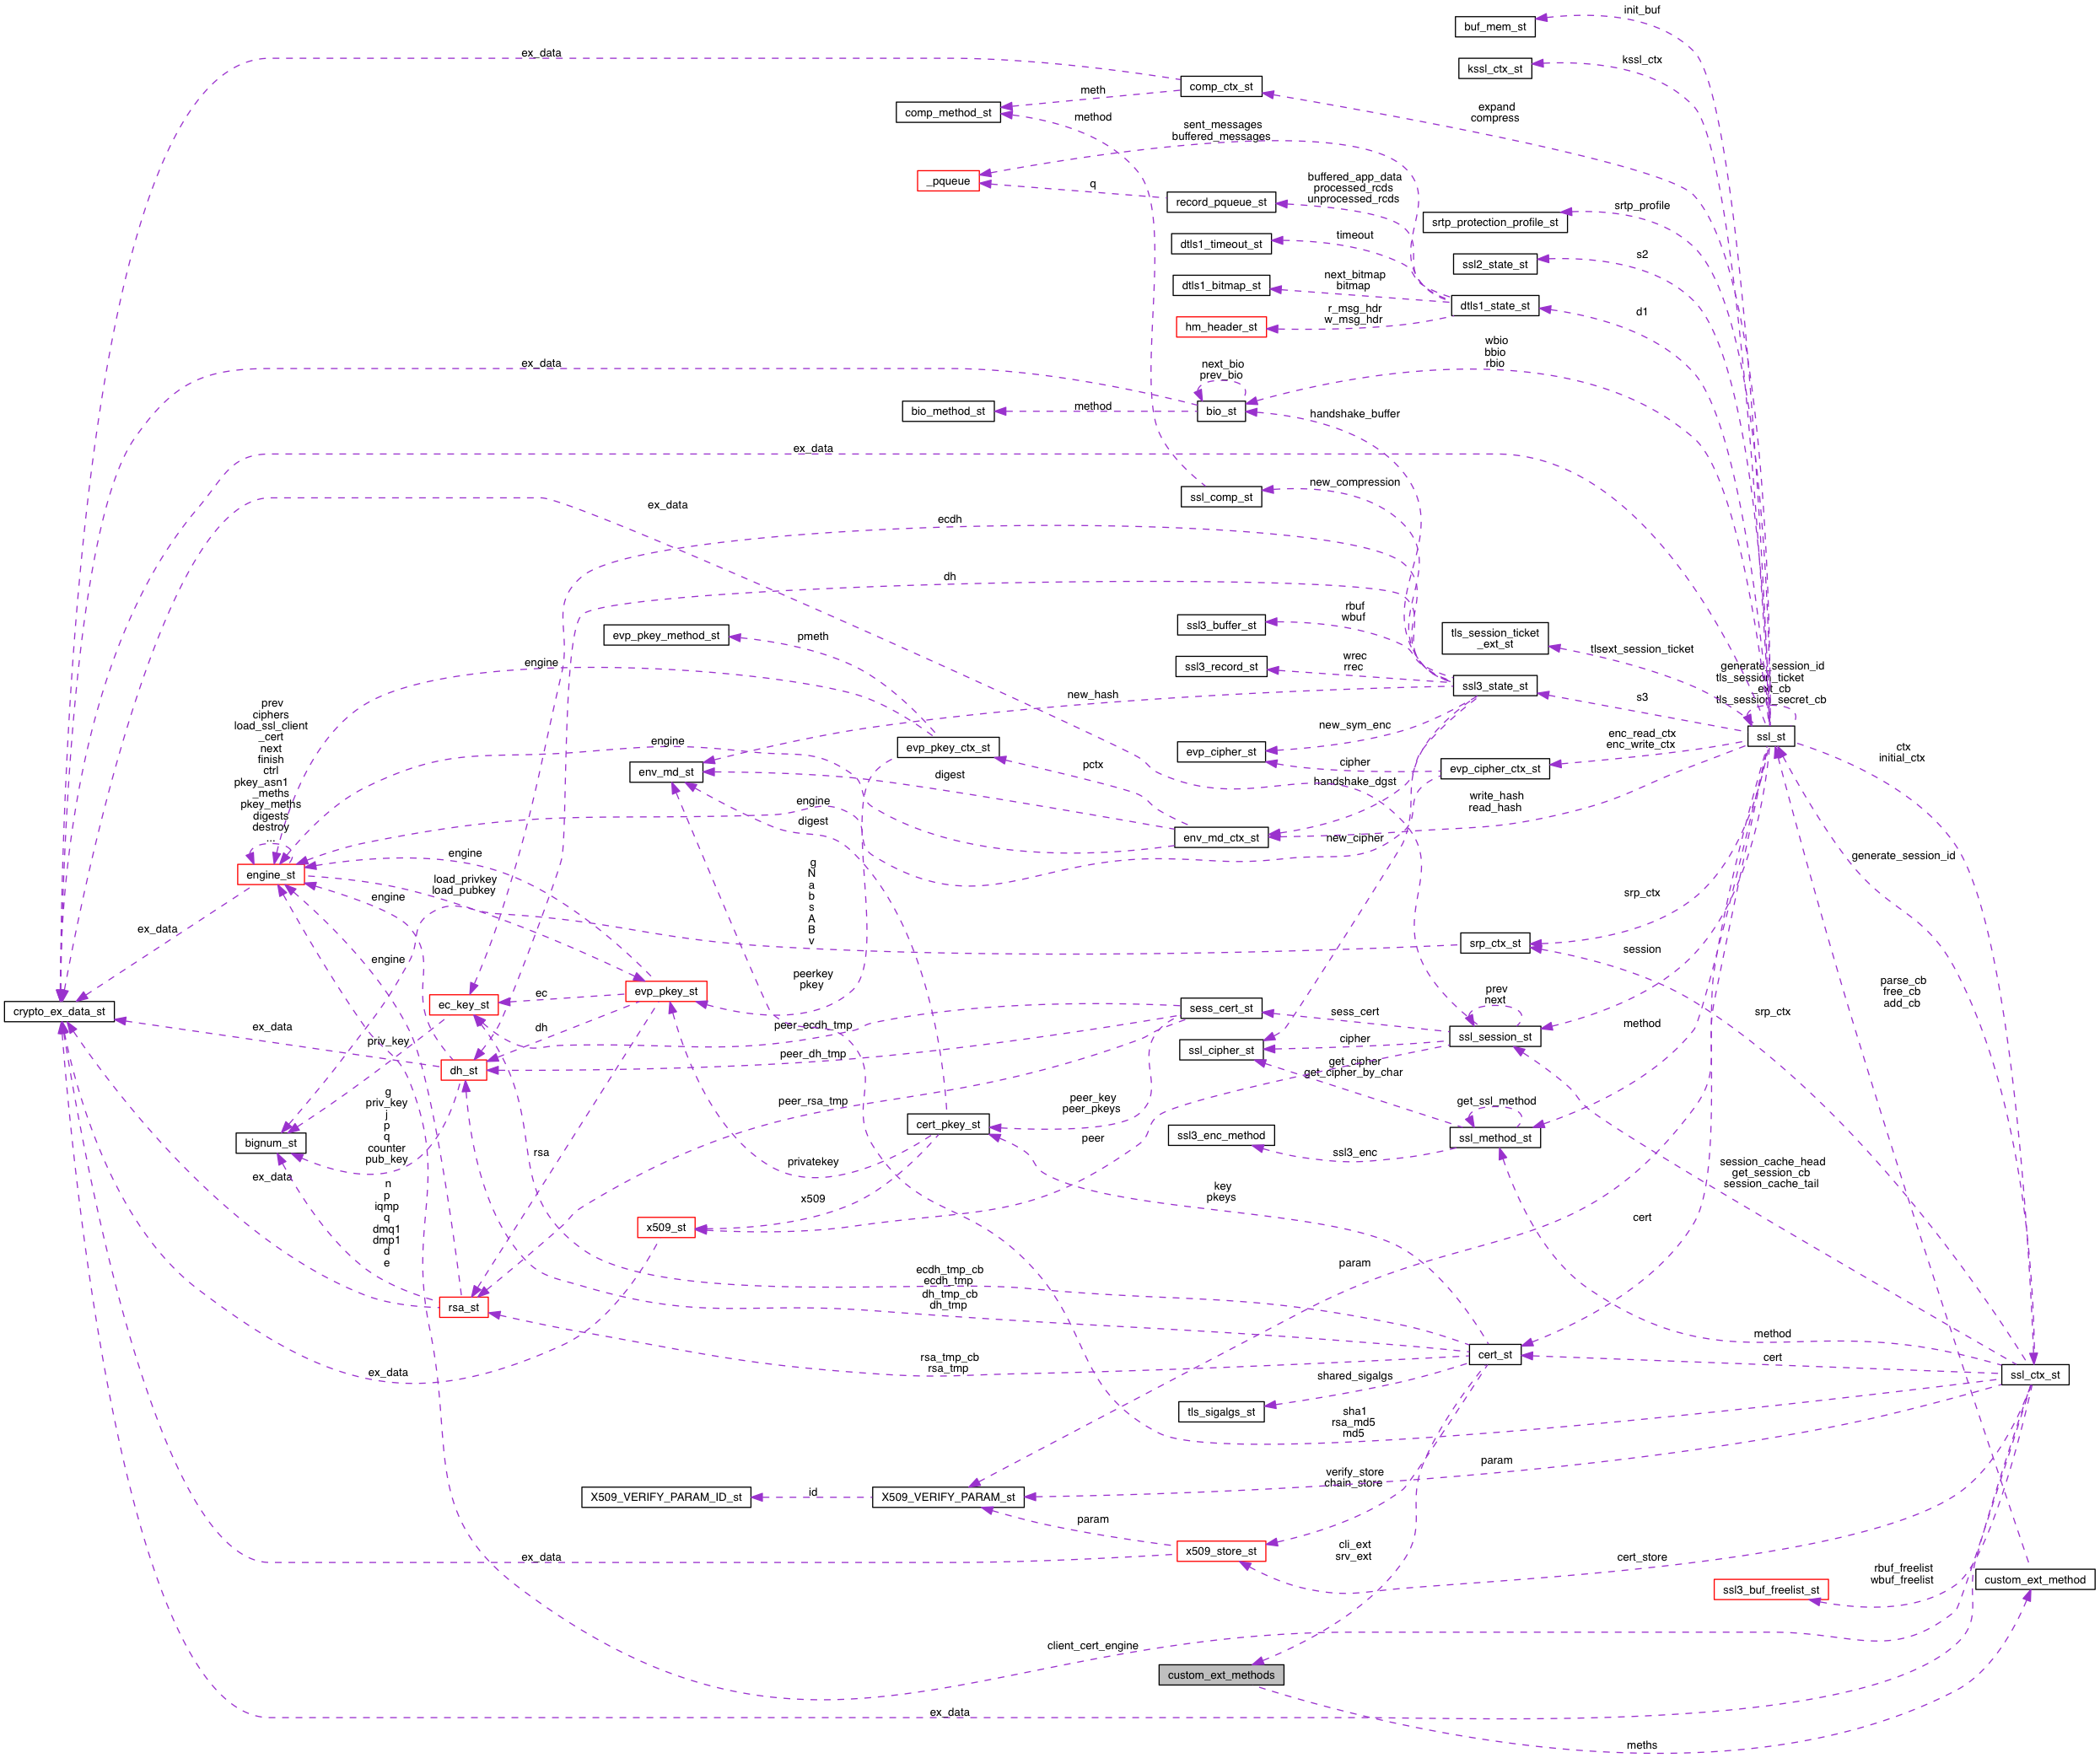 init_buf
buf_mem_st
ex_data
kssl_ctx
kssl_ctx_st
comp_ctx_st
meth
expand
compress
comp_method_st
method
sent_messages
buffered_messages
_pqueue
q
buffered_app_data
processed_rcds
unprocessed_rcds
record_pqueue_st
srtp_profile
srtp_protection_profile_st
timeout
dtls1_timeout_st
s2
ssl2_state_st
next_bitmap
bitmap
dtls1_bitmap_st
dtls1_state_st
d1
r_msg_hdr
w_msg_hdr
hm_header_st
wbio
bbio
rbio
ex_data
next_bio
prev_bio
bio_method_st
method
bio_st
handshake_buffer
ex_data
new_compression
ssl_comp_st
ex_data
ecdh
dh
rbuf
wbuf
ssl3_buffer_st
evp_pkey_method_st
pmeth
tls_session_ticket
_ext_st
tlsext_session_ticket
engine
wrec
rrec
ssl3_record_st
generate_session_id
tls_session_ticket
_ext_cb
tls_session_secret_cb
ssl3_state_st
s3
new_hash
prev
ciphers
load_ssl_client
_cert
next
finish
ctrl
pkey_asn1
_meths
pkey_meths
digests
destroy
...
new_sym_enc
ssl_st
enc_read_ctx
enc_write_ctx
engine
evp_pkey_ctx_st
evp_cipher_st
ctx
initial_ctx
env_md_st
pctx
cipher
evp_cipher_ctx_st
digest
handshake_dgst
engine
write_hash
read_hash
digest
env_md_ctx_st
new_cipher
engine
generate_session_id
engine_st
load_privkey
load_pubkey
engine
g
N
a
b
s
A
B
v
srp_ctx
ex_data
srp_ctx_st
session
engine
peerkey
pkey
evp_pkey_st
ec
ec_key_st
prev
next
parse_cb
free_cb
add_cb
crypto_ex_data_st
sess_cert_st
sess_cert
srp_ctx
ex_data
dh
peer_ecdh_tmp
method
ssl_session_st
priv_key
cipher
ssl_cipher_st
peer_dh_tmp
get_cipher
get_cipher_by_char
dh_st
g
priv_key
j
p
q
counter
pub_key
peer_rsa_tmp
peer_key
peer_pkeys
get_ssl_method
cert_pkey_st
ssl3_enc_method
ssl_method_st
bignum_st
peer
rsa
ssl3_enc
privatekey
session_cache_head
get_session_cb
session_cache_tail
ex_data
n
p
iqmp
q
dmq1
dmp1
d
e
x509
key
pkeys
x509_st
cert
param
ecdh_tmp_cb
ecdh_tmp
dh_tmp_cb
dh_tmp
rsa_st
method
cert_st
cert
rsa_tmp_cb
rsa_tmp
ex_data
shared_sigalgs
ssl_ctx_st
tls_sigalgs_st
sha1
rsa_md5
md5
param
verify_store
chain_store
X509_VERIFY_PARAM_ID_st
id
X509_VERIFY_PARAM_st
param
x509_store_st
cli_ext
srv_ext
ex_data
cert_store
rbuf_freelist
wbuf_freelist
ssl3_buf_freelist_st
custom_ext_method
client_cert_engine
custom_ext_methods
ex_data
meths